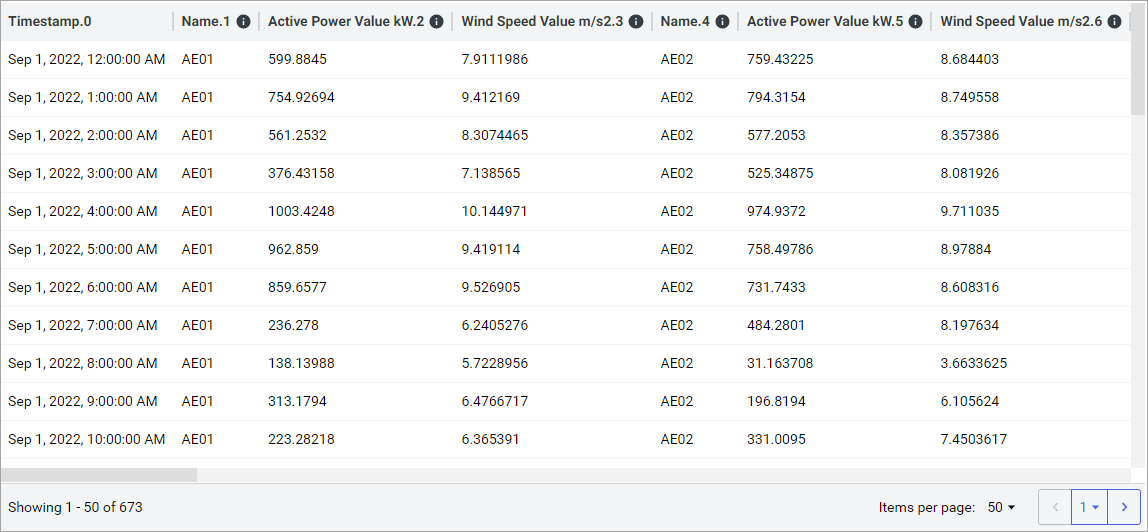 Timestamp.0 Name.1 Active Power Value kW.2 Wind Speed Value m/s2.3 Name.4 Active Power Value kW.5 Wind Speed Value m/s2.6
Sep 1, 2022, 12:00:00 AM AE01 599.8845 7.9111986 AE02 759.43225 8.684403
Sep 1, 2022, 1:00:00 AM AE01 754.92694 9.412169 AE02 794.3154 8.749558
Sep 1, 2022, 2:00:00 AM AE01 561.2532 8.3074465 AE02 577.2053 8.357386
Sep 1, 2022, 3:00:00 AM AE01 376.43158 7.138565 AE02 525.34875 8.081926
Sep 1, 2022, 4:00:00 AM AE01 1003.4248 10.144971 AE02 974.9372 9.711035
Sep 1, 2022, 5:00:00 AM AE01 962.859 9.419114 AE02 758.49786 8.97884
Sep 1, 2022, 6:00:00 AM AE01 859.6577 9.526905 AE02 731.7433 8.608316
Sep 1, 2022, 7:00:00 AM AE01 236.278 6.2405276 AE02 484.2801 8.197634
Sep 1, 2022, 8:00:00 AM AE01 138.13988 5.7228956 AE02 31.163708 3.6633625
Sep 1, 2022, 9:00:00 AM AE01 313.1794 6.4766717 AE02 196.8194 6.105624
Sep 1, 2022, 10:00:00 AM AE01 223.28218 6.365391 AE02 331.0095 7.4503617
Showing 1 - 50 of 673 Items per page: 50 1